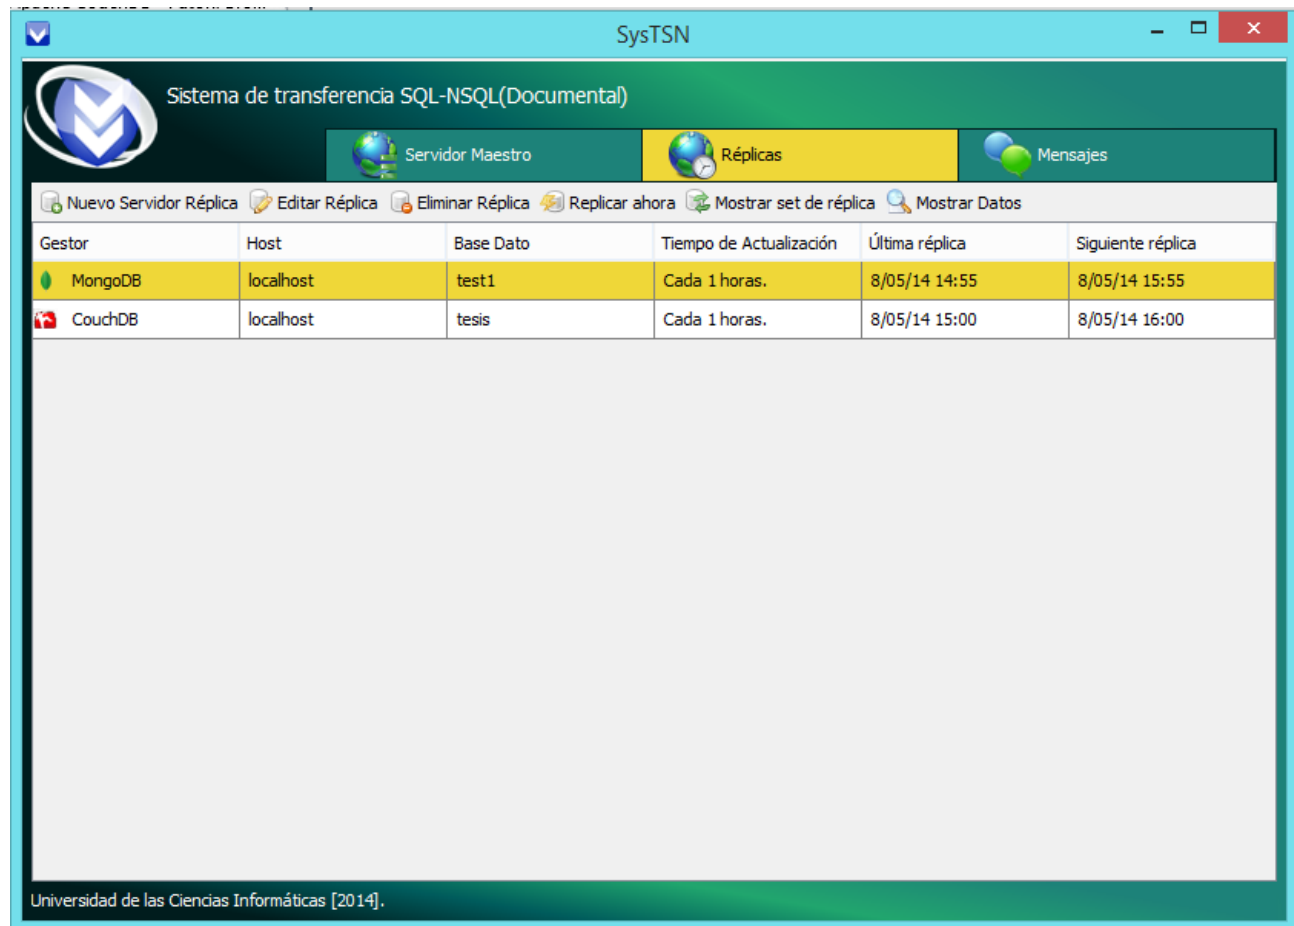 SysTSN
Sistema de transferencia SQL-NSQL(Documental)
Servidor Maestro Réplicas Mensajes
Nuevo Servidor Réplica Editar Réplica Eliminar Réplica Replicar ahora Mostrar set de réplica Mostrar Datos
Gestor Host Base Dato Tiempo de Actualización Última réplica Siguiente réplica
MongoDB localhost test1 Cada 1 horas. 8/05/14 14:55 8/05/14 15:55
CouchDB localhost tesis Cada 1 horas. 8/05/14 15:00 8/05/14 16:00
Universidad de las Ciencias Informáticas [2014].